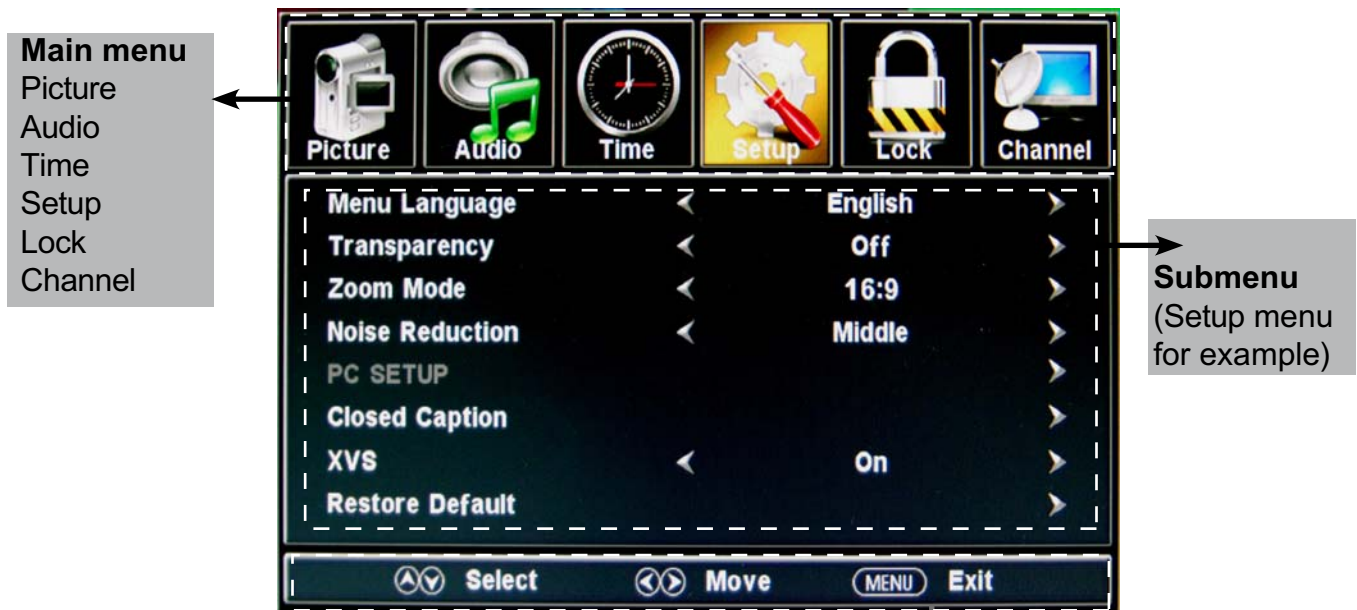 Main menu
Picture
Audio
Time
Setup
Lock
Channel
Picture Audio Time Setup Lock Channel
Menu Language English
Transparency Off
Zoom Mode 16:9
Noise Reduction Middle
PC SETUP
Closed Caption
XVS On
Restore Default
Select Move MENU Exit
Submenu
(Setup menu
for example)